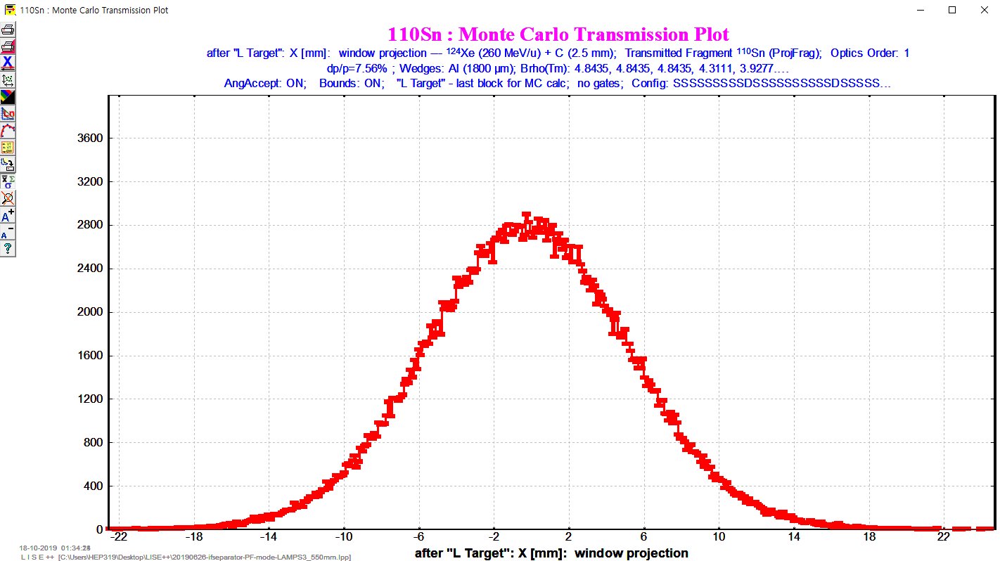 110Sn : Monte Carlo Transmission Plot
110Sn : Monte Carlo Transmission Plot
after "L Target": X [mm]: window projection --- 124Xe (260 MeV/u) + C (2.5 mm); Transmitted Fragment 110Sn (ProjFrag); Optics Order: 1
dp/p=7.56% ; Wedges: Al (1800 µm); Brho(Tm): 4.8435, 4.8435, 4.8435, 4.3111, 3.9277....
AngAccept: ON; Bounds: ON; "L Target" - last block for MC calc; no gates; Config: SSSSSSSSSDSSSSSSSSSSDSSSSS...
3600
3200
2800
2400
2000
1600
1200
800
400
0
-22 -18 -14 -10 -6 -2 2 6 10 14 18 22
after "L Target": X [mm]: window projection
18-10-2019
L I S E ++ [C:\Users\HEP319\Desktop\LISE++\20190626-ifseparator-PF-mode-LAMPS3_550mm.lpp]